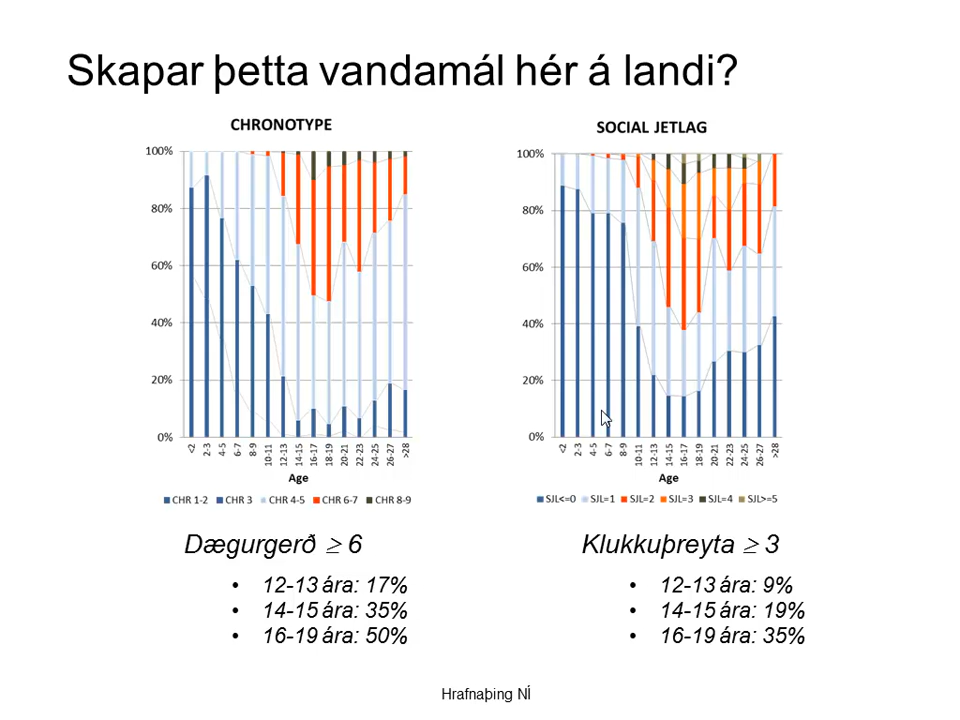 Skapar þetta vandamál hér á landi?
CHRONOTYPE
100%
80%
60%
40%
20%
0%
<2
2-3
4-5
6-7
8-9
10-11
12-13
14-15
16-17
18-19
20-21
22-23
24-25
26-27
>28
Age
CHR 1-2 CHR 3 CHR 4-5 CHR 6-7 CHR 8-9
SOCIAL JETLAG
100%
80%
60%
40%
20%
0%
<2
2-3
4-5
6-7
8-9
10-11
12-13
14-15
16-17
18-19
20-21
22-23
24-25
26-27
>28
Age
SJL<=0 SJL=1 SJL=2 SJL=3 SJL=4 SJL>=5
Dægurgerð ≥ 6
• 12-13 ára: 17%
• 14-15 ára: 35%
• 16-19 ára: 50%
Klukkuþreyta ≥ 3
• 12-13 ára: 9%
• 14-15 ára: 19%
• 16-19 ára: 35%
Hrafnaþing NÍ